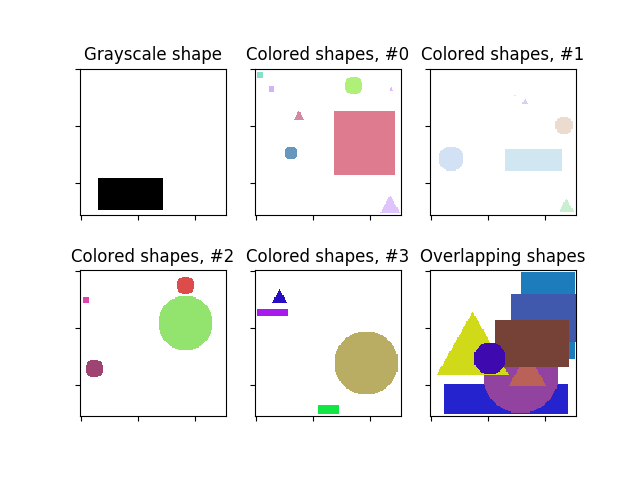 Grayscale shape
Colored shapes, #0
Colored shapes, #1
Colored shapes, #2
Colored shapes, #3
Overlapping shapes